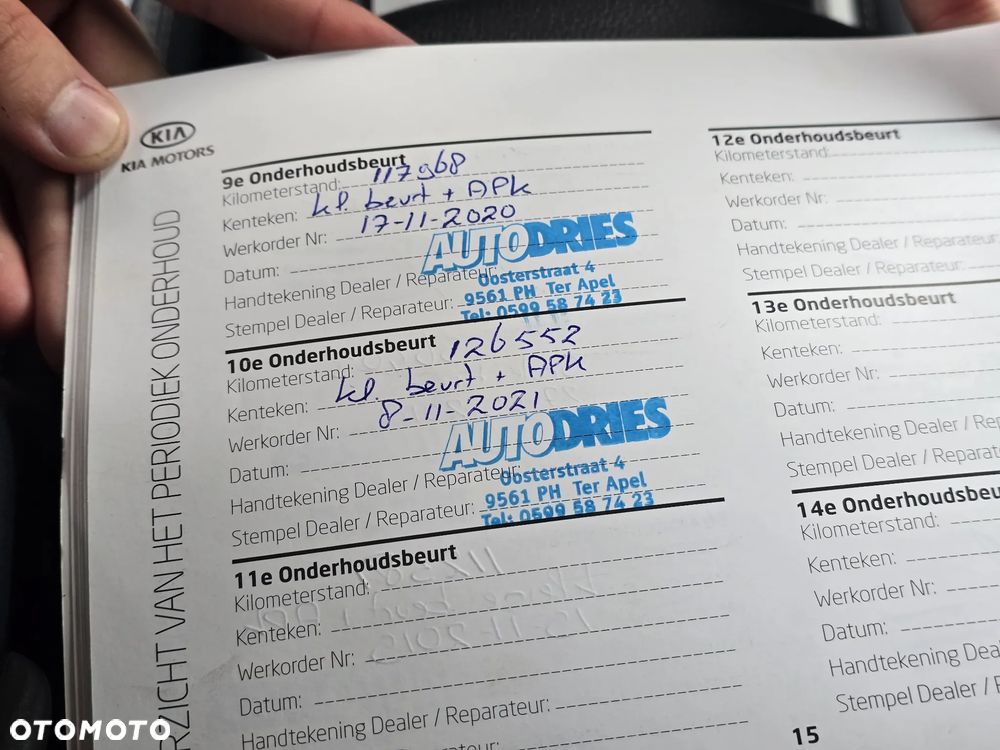 KIA
KIA MOTORS
RZICHT VAN HET PERIODIEK ONDERHOUD
9e Onderhoudsbeurt
Kilometerstand: 117968
Kenteken: kl. beurt + APK
Werkorder Nr: 17-11-2020
Datum:
Handtekening Dealer / Reparateur:
Stempel Dealer / Reparateur:
AUTODRIES
Oosterstraat 4
9561 PH Ter Apel
Tel: 0599 58 74 23
10e Onderhoudsbeurt
Kilometerstand: 126552
Kenteken: kl. beurt + APK
Werkorder Nr: 8-11-2021
Datum:
Handtekening Dealer / Reparateur:
Stempel Dealer / Reparateur:
AUTODRIES
Oosterstraat 4
9561 PH Ter Apel
Tel: 0599 58 74 23
11e Onderhoudsbeurt
Kilometerstand:
Kenteken:
Werkorder Nr:
Datum:
Handtekening Dealer / Reparateur:
Stempel Dealer / Reparateur:
12e Onderhoudsbeurt
Kilometerstand:
Kenteken:
Werkorder Nr:
Datum:
Handtekening Dealer / Reparateur
Stempel Dealer / Reparateur:
13e Onderhoudsbeurt
Kilometerstand:
Kenteken:
Werkorder Nr:
Datum:
Handtekening Dealer / Rep
Stempel Dealer / Reparat
14e Onderhoudsbeu
Kilometerstand:
Kenteken:
Werkorder Nr:
Datum:
Handtekening Dea
Stempel Dealer / 
15
OTOMOTO